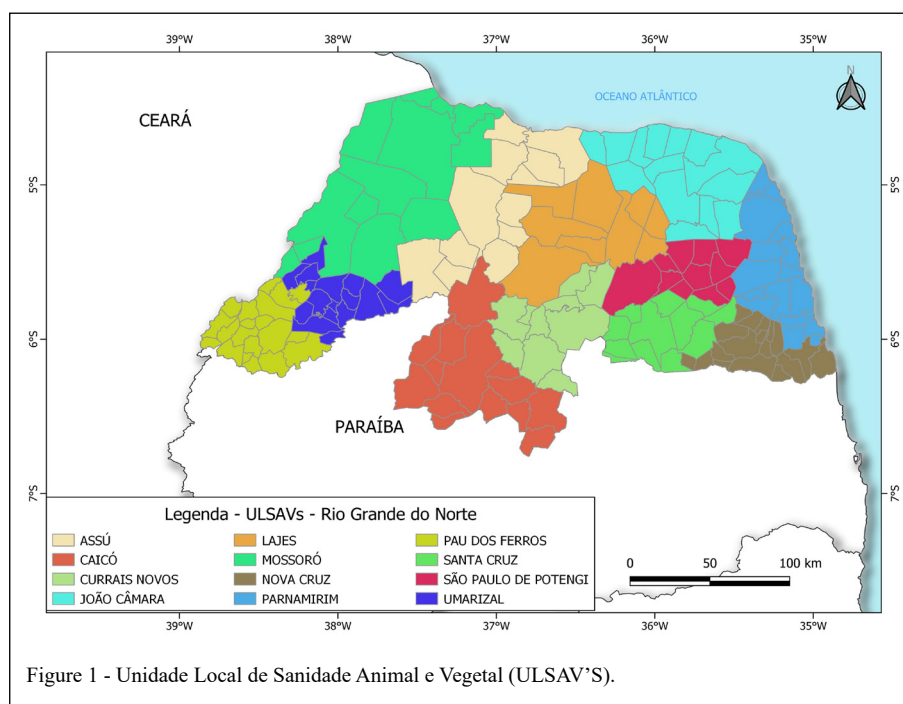 39°W 38°W 37°W 36°W 35°W
N
OCEANO ATLÂNTICO
CEARÁ
5°S 5°S
6°S 6°S
PARAÍBA
7°S 7°S
Legenda - ULSAVs - Rio Grande do Norte
ASSÚ LAJES PAU DOS FERROS
CAICÓ MOSSORÓ SANTA CRUZ
CURRAIS NOVOS NOVA CRUZ SÃO PAULO DE POTENGI
JOÃO CÂMARA PARNAMIRIM UMARIZAL
0 50 100 km
39°W 38°W 37°W 36°W 35°W
Figure 1 - Unidade Local de Sanidade Animal e Vegetal (ULSAV’S).